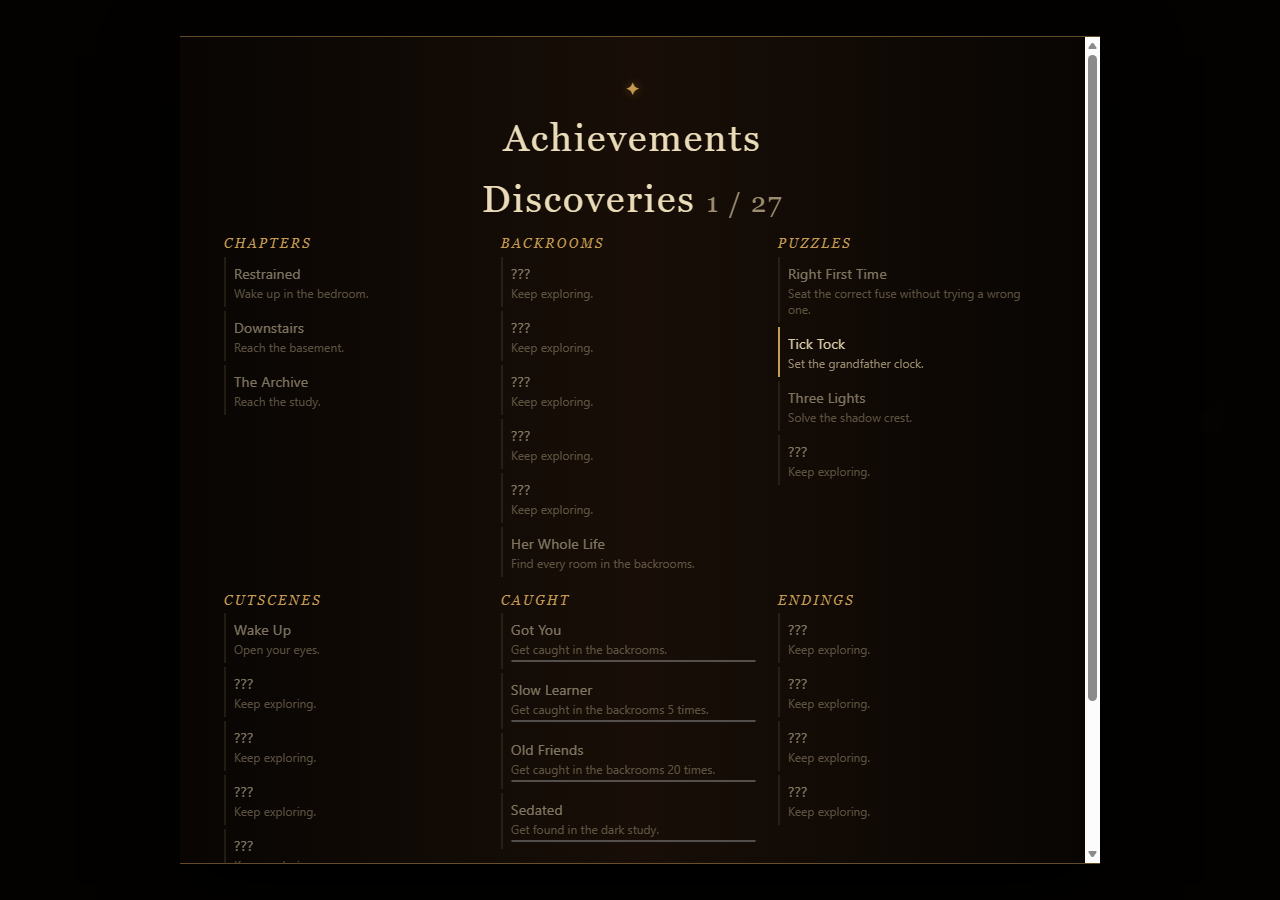 Achievements
Discoveries 1 / 27
CHAPTERS
Restrained
Wake up in the bedroom.
Downstairs
Reach the basement.
The Archive
Reach the study.
BACKROOMS
???
Keep exploring.
???
Keep exploring.
???
Keep exploring.
???
Keep exploring.
???
Keep exploring.
Her Whole Life
Find every room in the backrooms.
PUZZLES
Right First Time
Seat the correct fuse without trying a wrong
one.
Tick Tock
Set the grandfather clock.
Three Lights
Solve the shadow crest.
???
Keep exploring.
CUTSCENES
Wake Up
Open your eyes.
???
Keep exploring.
???
Keep exploring.
???
Keep exploring.
???
CAUGHT
Got You
Get caught in the backrooms.
Slow Learner
Get caught in the backrooms 5 times.
Old Friends
Get caught in the backrooms 20 times.
Sedated
Get found in the dark study.
ENDINGS
???
Keep exploring.
???
Keep exploring.
???
Keep exploring.
???
Keep exploring.